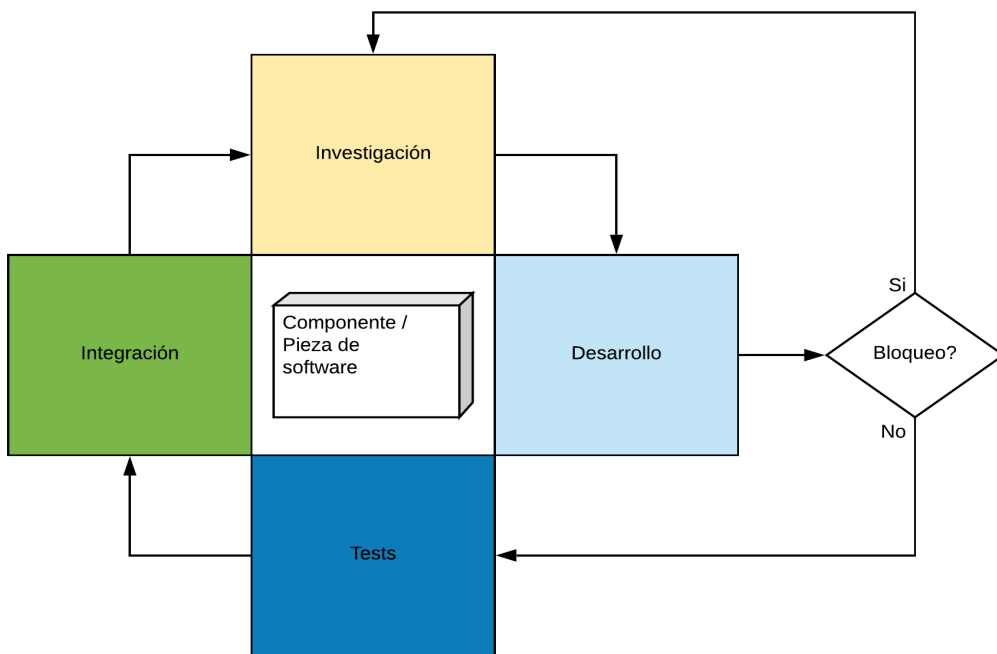 Investigación
Si
Componente /
Pieza de
software
Integración
Desarrollo
Bloqueo?
No
Tests